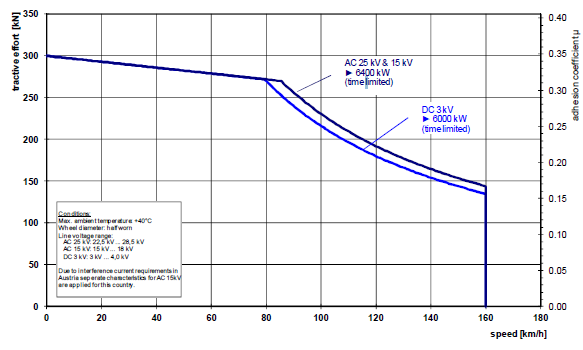 tractive effort [kN]
350
300
250
200
150
100
50
0
0.40
0.35
0.30
0.25
0.20
0.15
0.10
0.05
0.00
adhesion coefficient µ
AC 25 kV & 15 kV
► 6400 kW
(time limited)
DC 3 kV
► 6000 kW
(time limited)
Conditions:
Max. ambient temperature: +40°C
Wheel diameter: half worn
Line voltage range:
AC 25 kV: 22,5 kV ... 28,5 kV
AC 15 kV: 15 kV ... 18 kV
DC 3 kV: 3 kV ... 4,0 kV
Due to interference current requirements in
Austria seperate characteristics for AC 15kV
are applied for this country.
0 20 40 60 80 100 120 140 160 180
speed [km/h]